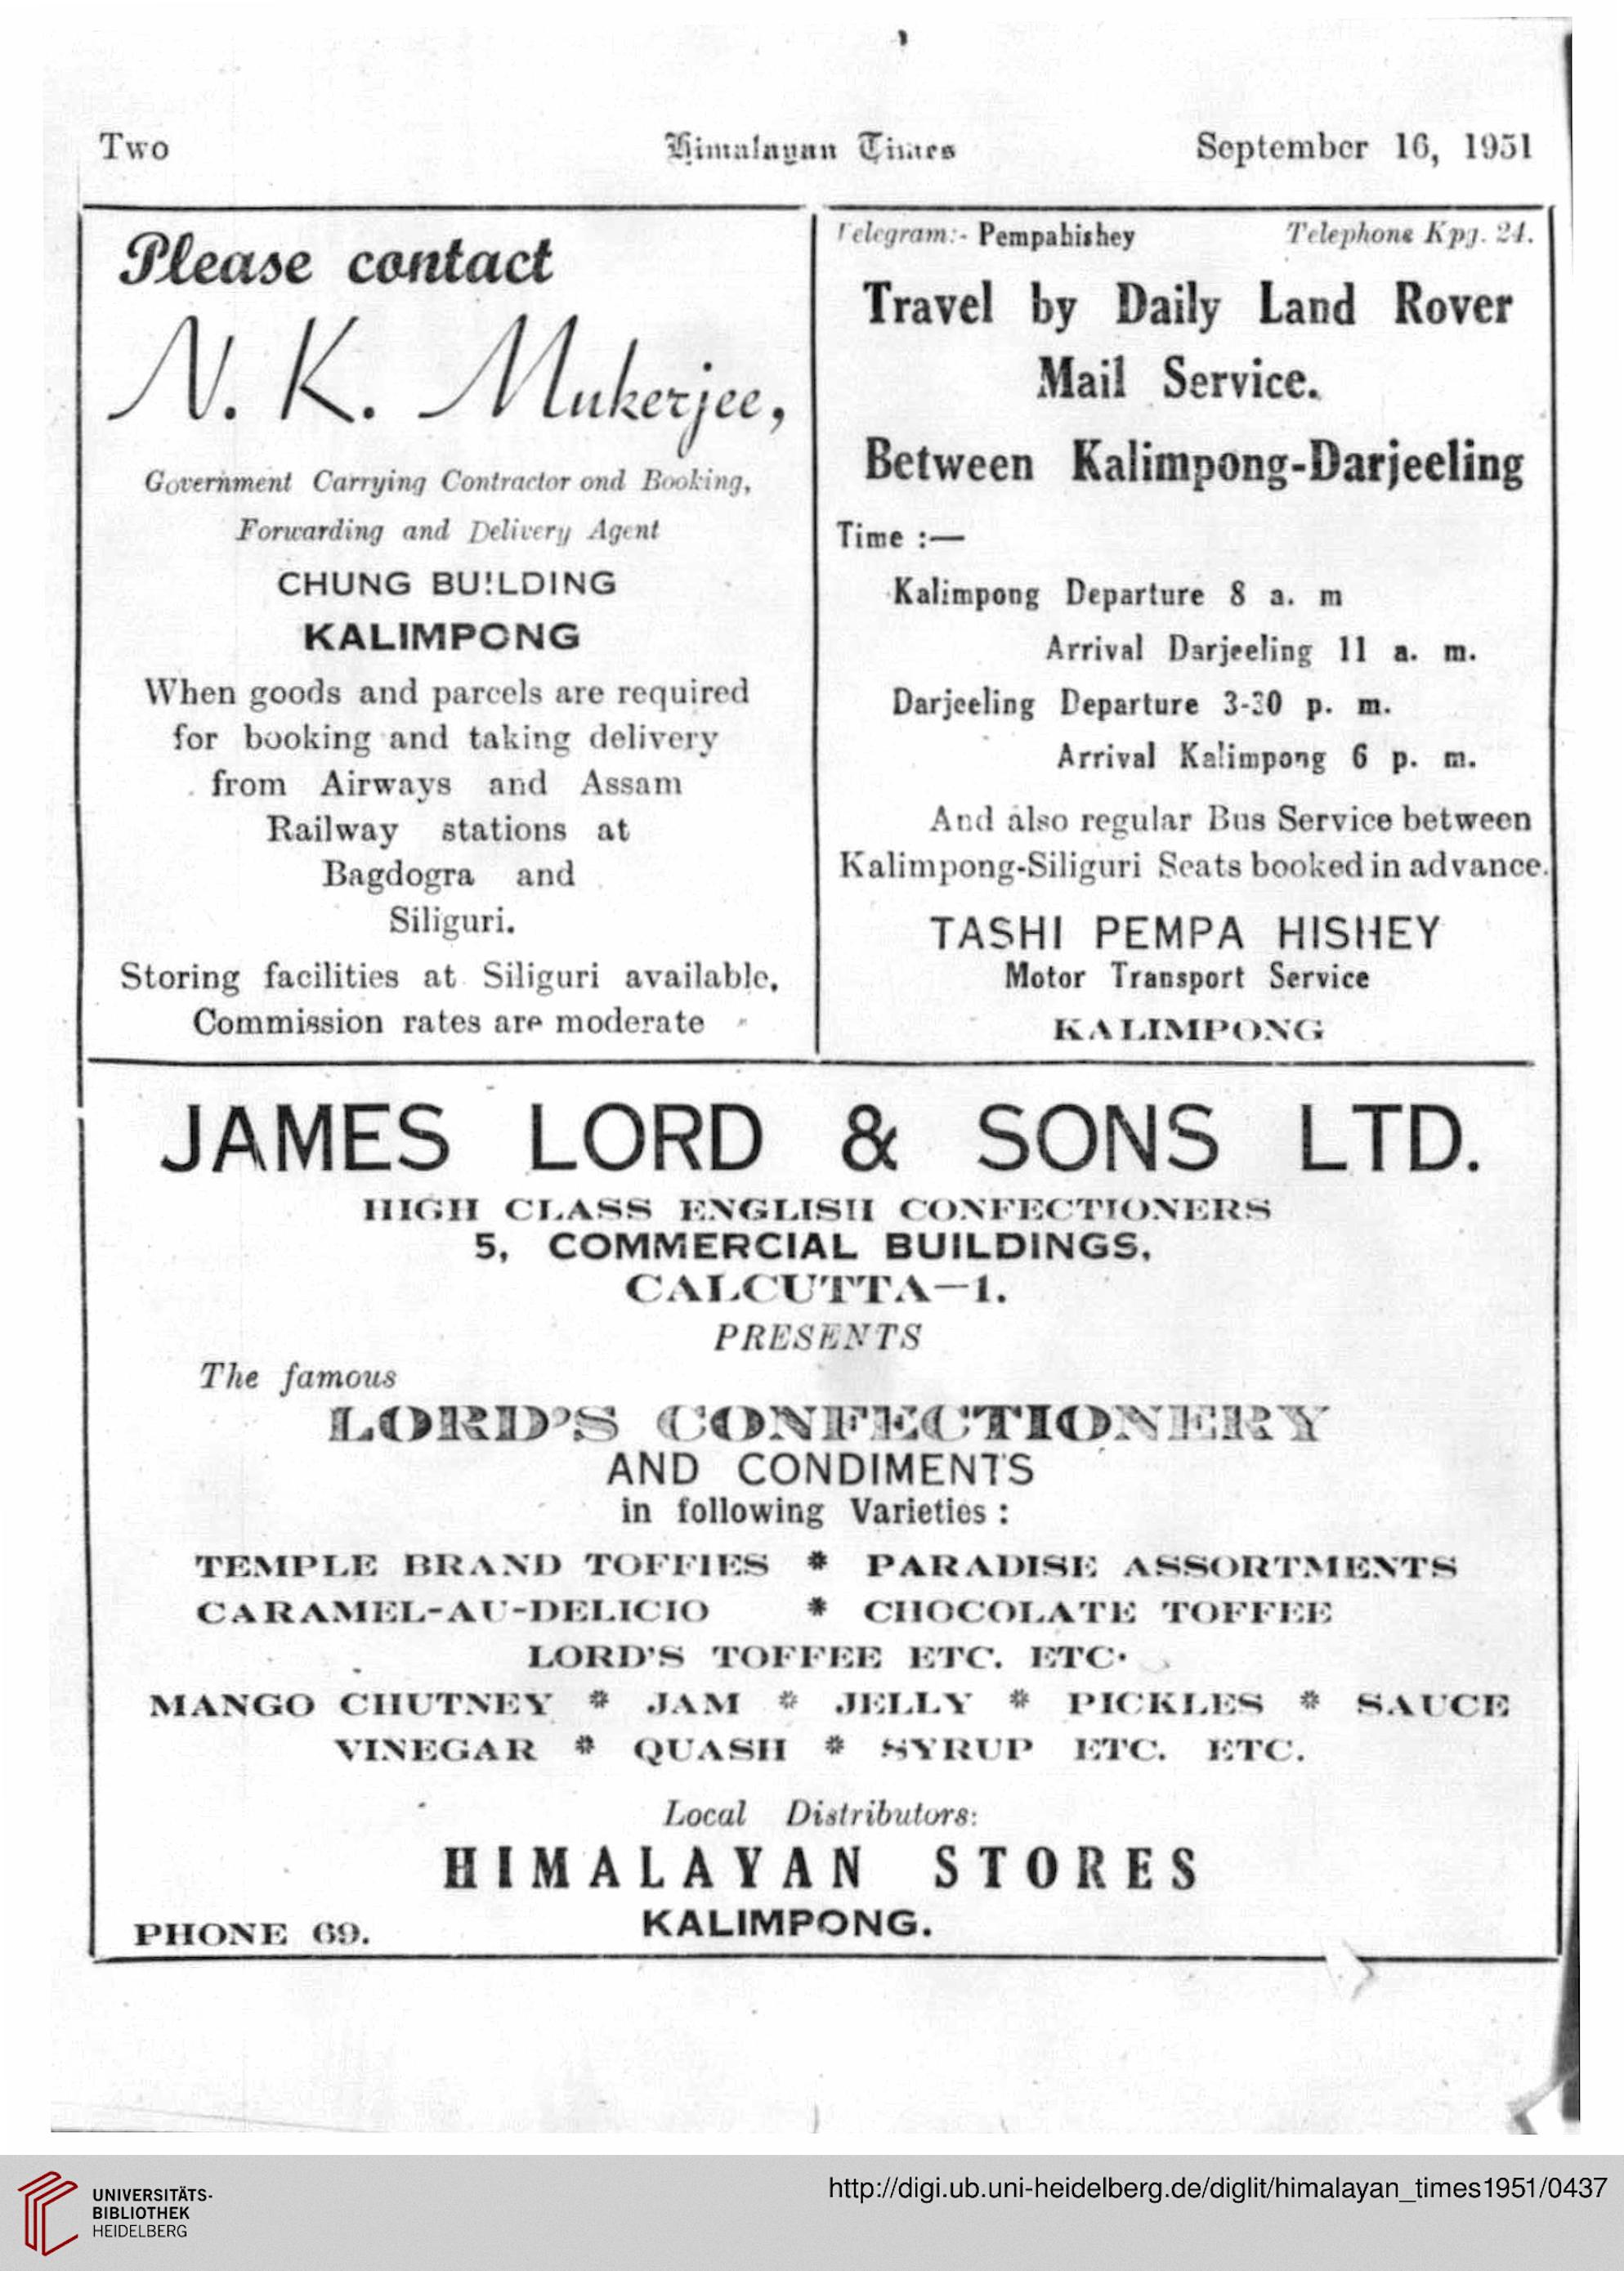 Two Himalayan Times September 16, 1951
Please contact
N. K. Mukerjee,
Government Carrying Contractor ond Booking,
Forwarding and Delivery Agent
CHUNG BUILDING
KALIMPONG
When goods and parcels are required
for booking and taking delivery
from Airways and Assam
Railway stations at
Bagdogra and
Siliguri.
Storing facilities at Siliguri available,
Commission rates are moderate
Telegram:- Pempahishey Telephone Kpg. 24.
Travel by Daily Land Rover
Mail Service.
Between Kalimpong-Darjeeling
Time :—
Kalimpong Departure 8 a. m
Arrival Darjeeling 11 a. m.
Darjeeling Departure 3-30 p. m.
Arrival Kalimpong 6 p. m.
And also regular Bus Service between
Kalimpong-Siliguri Seats booked in advance.
TASHI PEMPA HISHEY
Motor Transport Service
KALIMPONG
JAMES LORD & SONS LTD.
HIGH CLASS ENGLISH CONFECTIONERS
5, COMMERCIAL BUILDINGS,
CALCUTTA—1.
PRESENTS
The famous
LORD'S CONFECTIONERY
AND CONDIMENTS
in following Varieties :
TEMPLE BRAND TOFFIES * PARADISE ASSORTMENTS
CARAMEL-AU-DELICIO * CHOCOLATE TOFFEE
LORD'S TOFFEE ETC. ETC.
MANGO CHUTNEY * JAM * JELLY * PICKLES * SAUCE
VINEGAR * QUASH * SYRUP ETC. ETC.
Local Distributors:
HIMALAYAN STORES
PHONE 69. KALIMPONG.
UNIVERSITÄTS-
BIBLIOTHEK
HEIDELBERG
http://digi.ub.uni-heidelberg.de/diglit/himalayan_times1951/0437